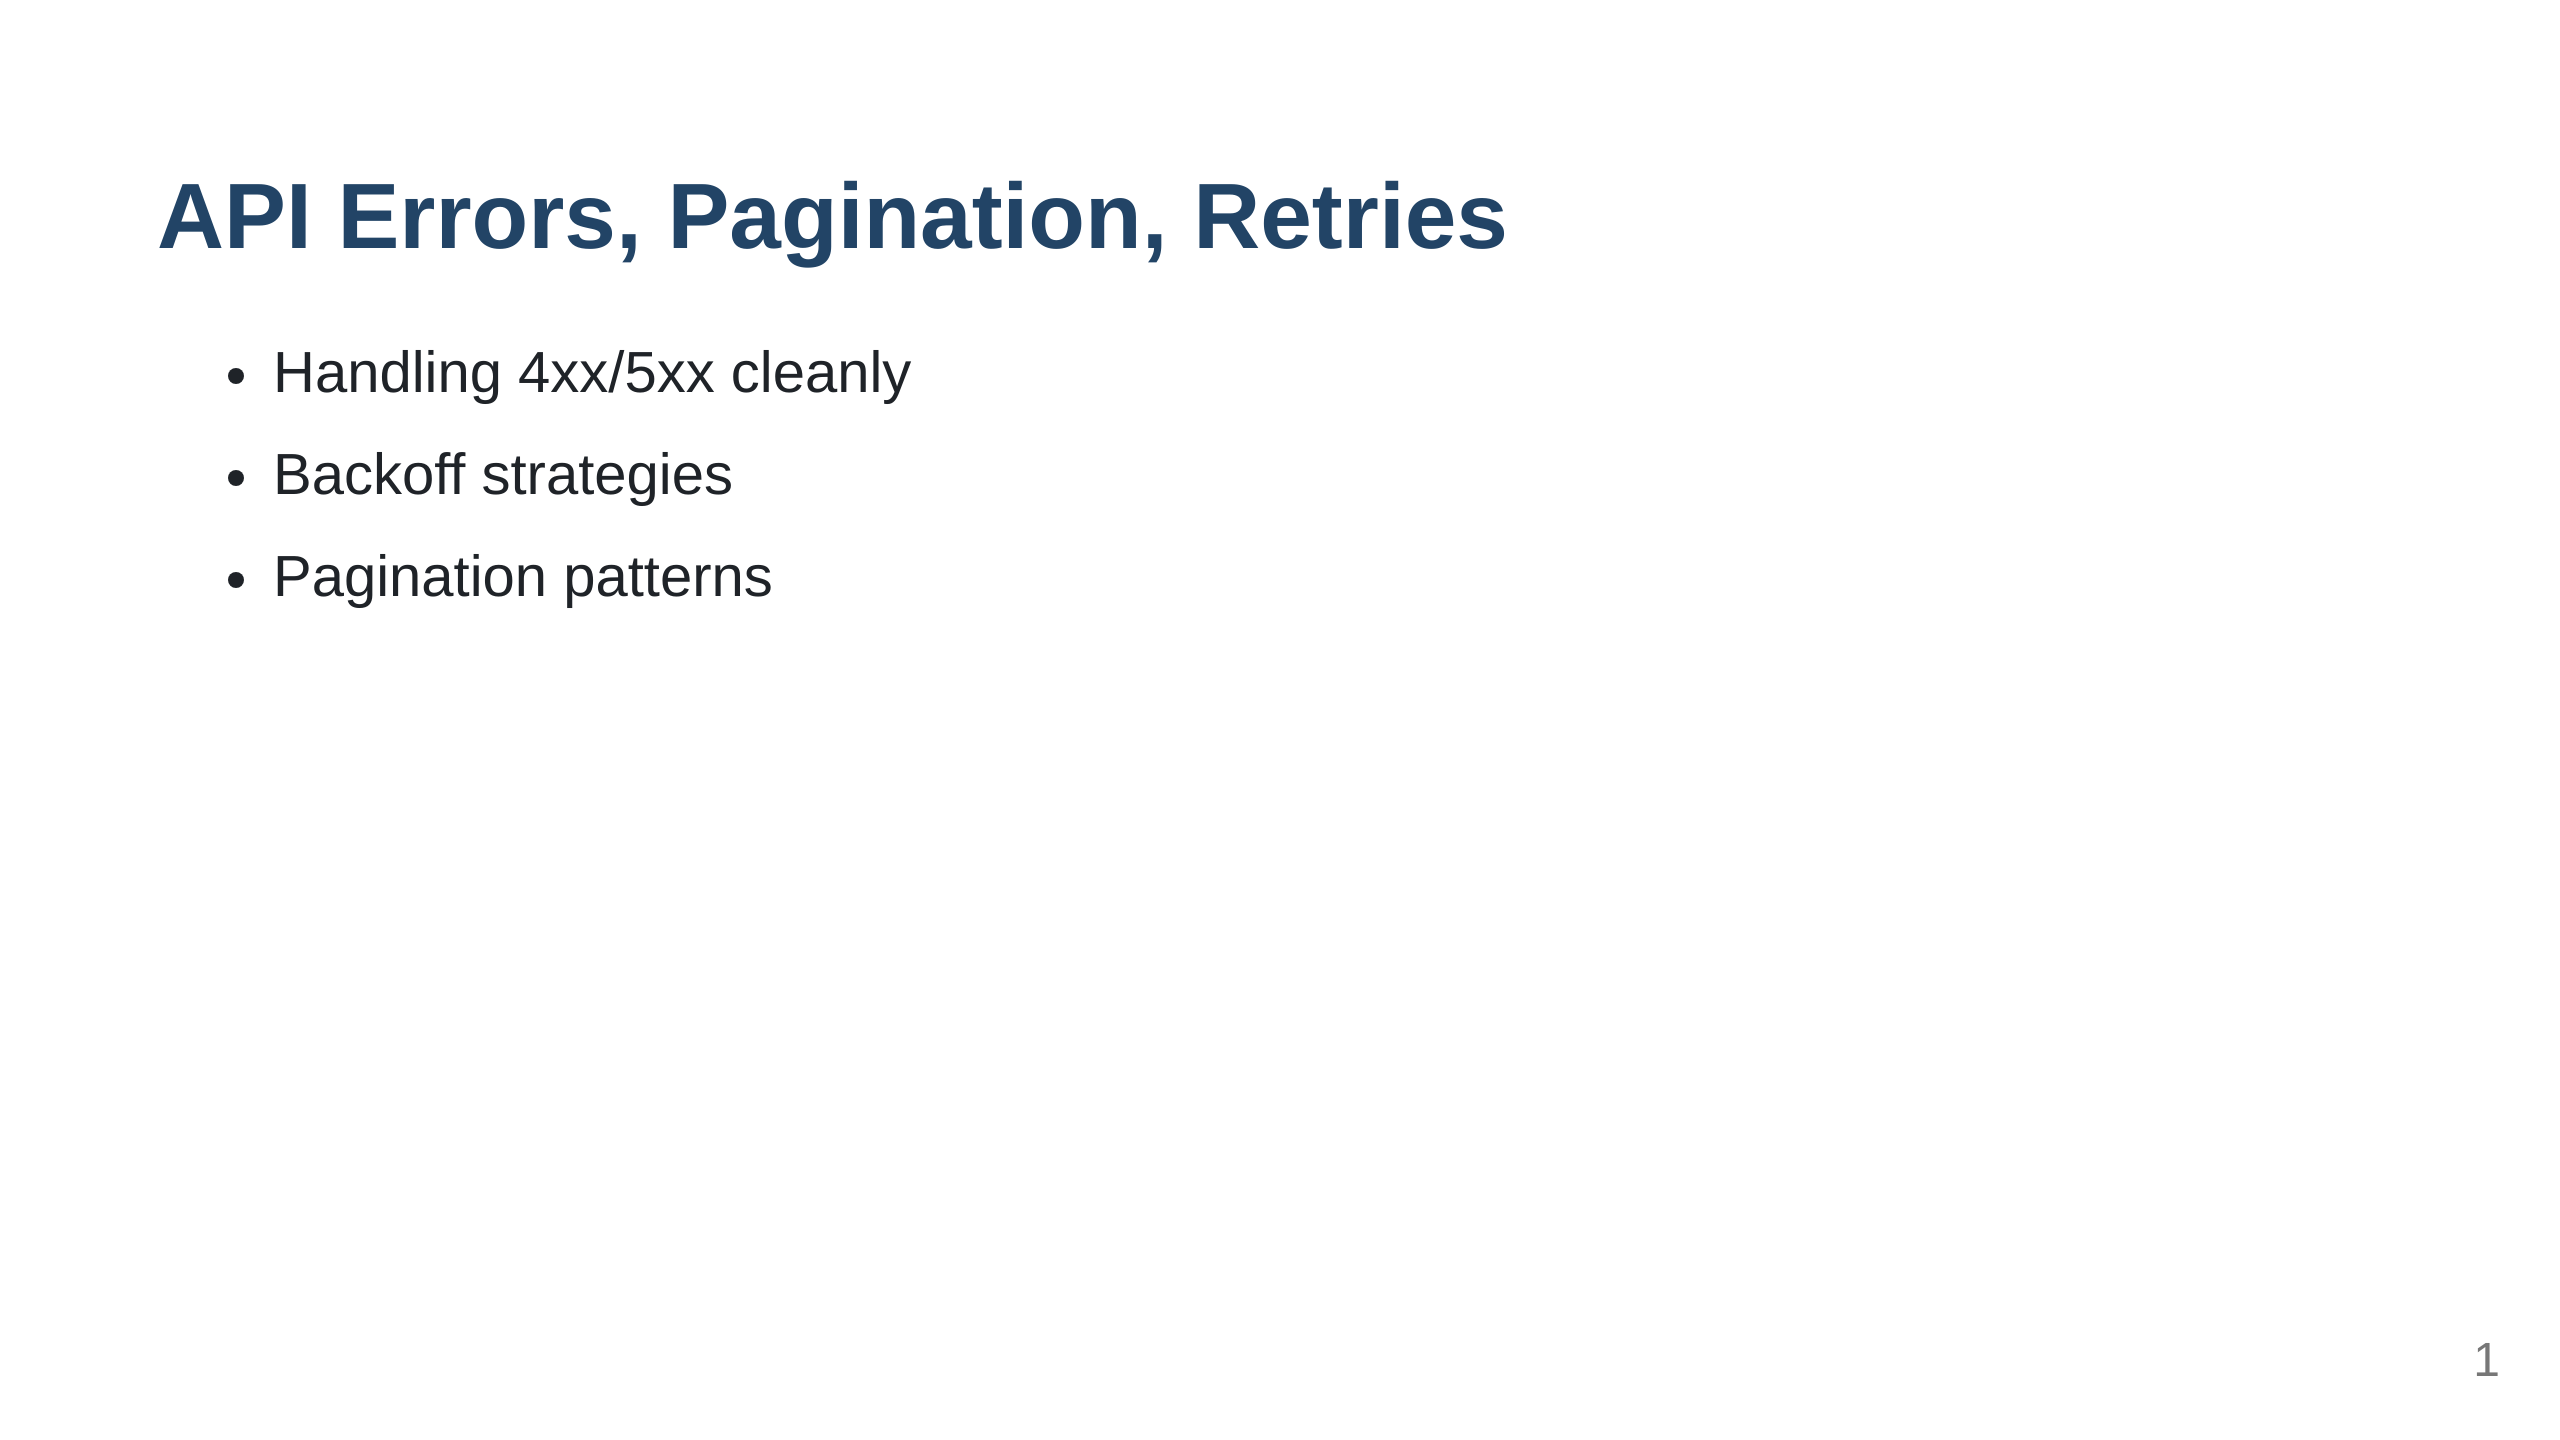 API Errors, Pagination, Retries
• Handling 4xx/5xx cleanly
• Backoff strategies
• Pagination patterns
1